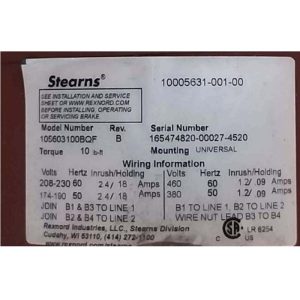 Stearns®
10005631-001-00
SEE INSTALLATION AND SERVICE
SHEET OR WWW.REXNORD.COM
BEFORE INSTALLING, OPERATING
OR SERVICING BRAKE.
Model Number Rev. Serial Number
105603100BQF B 165474820-00027-4520
Torque 10 lb-ft Mounting UNIVERSAL
Wiring Information
Volts Hertz Inrush/Holding Volts Hertz Inrush/Holding
208-230 60 2.4/.18 Amps 460 60 1.2/.09 Amps
174-190 50 2.4/.18 Amps 380 50 1.2/.09 Amps
JOIN B1 & B3 TO LINE 1 JOIN B1 TO LINE 1 B2 TO LINE 2
JOIN B2 & B4 TO LINE 2 WIRE NUT LEAD B3 TO B4
Rexnord Industries, LLC., Stearns Division
Cudahy, WI 53110, (414) 272-1100
LR 6254